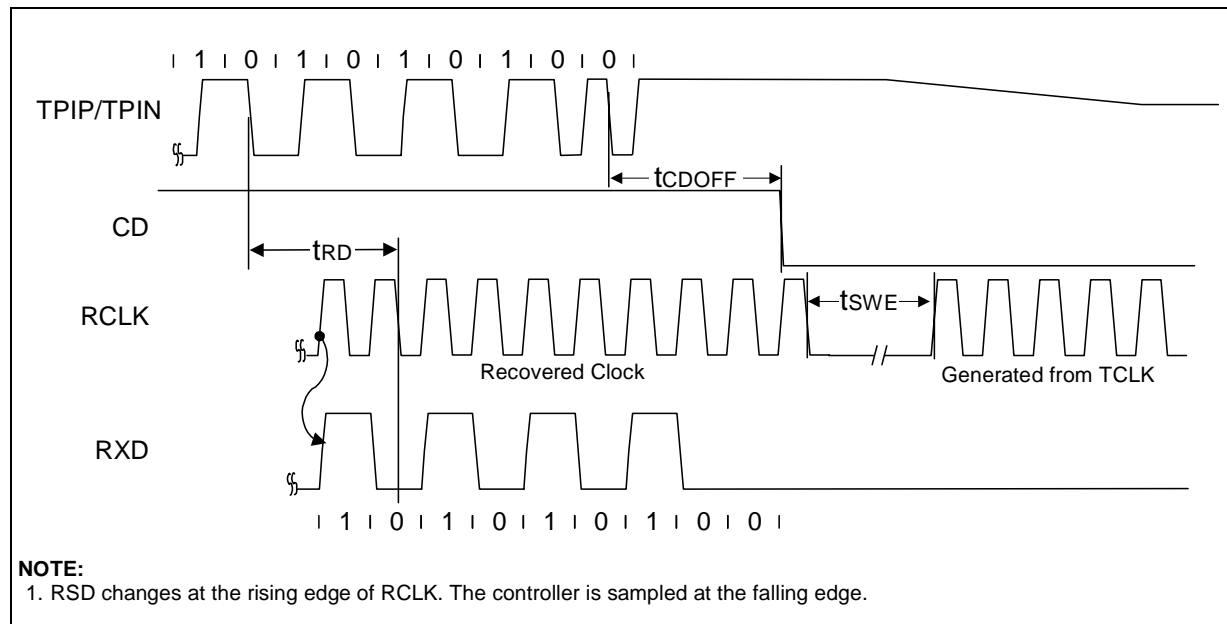 1 0 1 0 1 0 1 0 0
TPIP/TPIN
tCDOFF
CD
tRD
tSWE
RCLK
Recovered Clock
Generated from TCLK
RXD
1 0 1 0 1 0 1 0 0
NOTE:
1. RSD changes at the rising edge of RCLK. The controller is sampled at the falling edge.